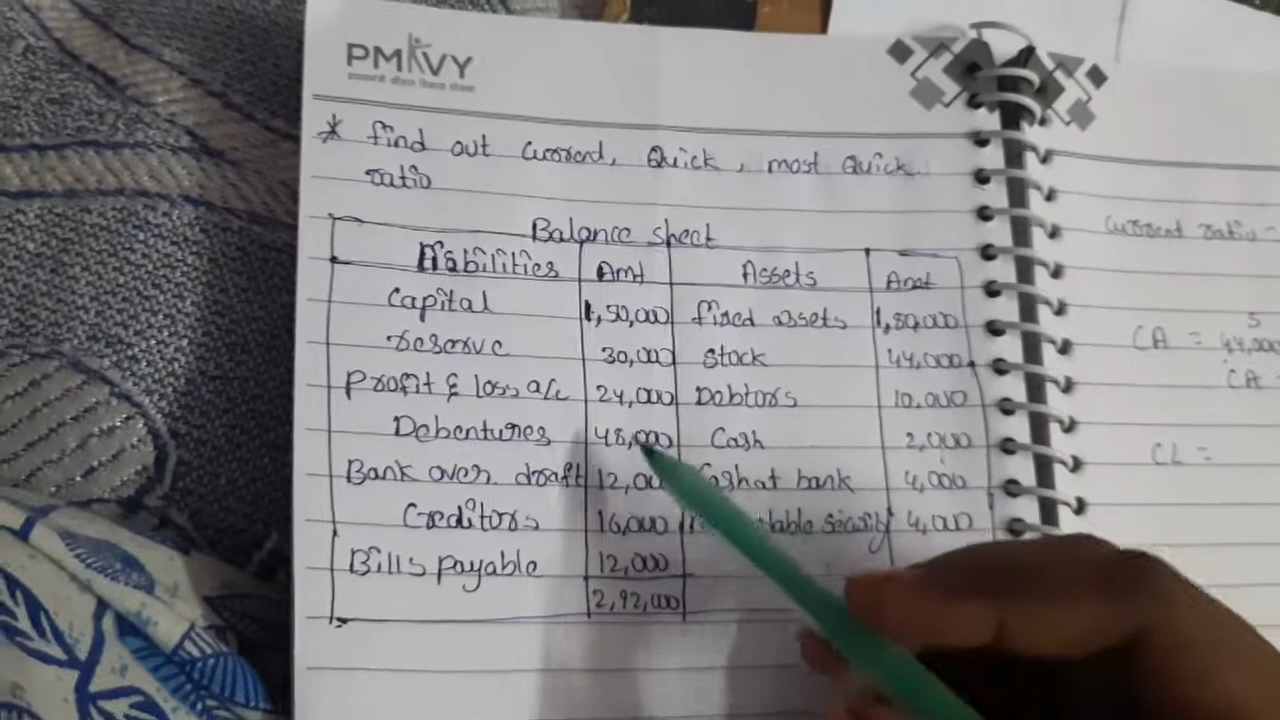 PMKVY
* find out current, Quick, most Quick
ratio
Balance sheet
Liabilities Amt Assets Amt
Capital 1,50,000 fixed assets 1,80,000
reserve 30,000 stock 44,000
Profit & loss a/c 24,000 Debtors 10,000
Debentures 48,000 Cash 2,000
Bank over draft 12,000 Cash at bank 4,000
Creditors 16,000 4,000
Bills payable 12,000
2,92,000
current ratio =
CA = 44,000
CA =
CL =